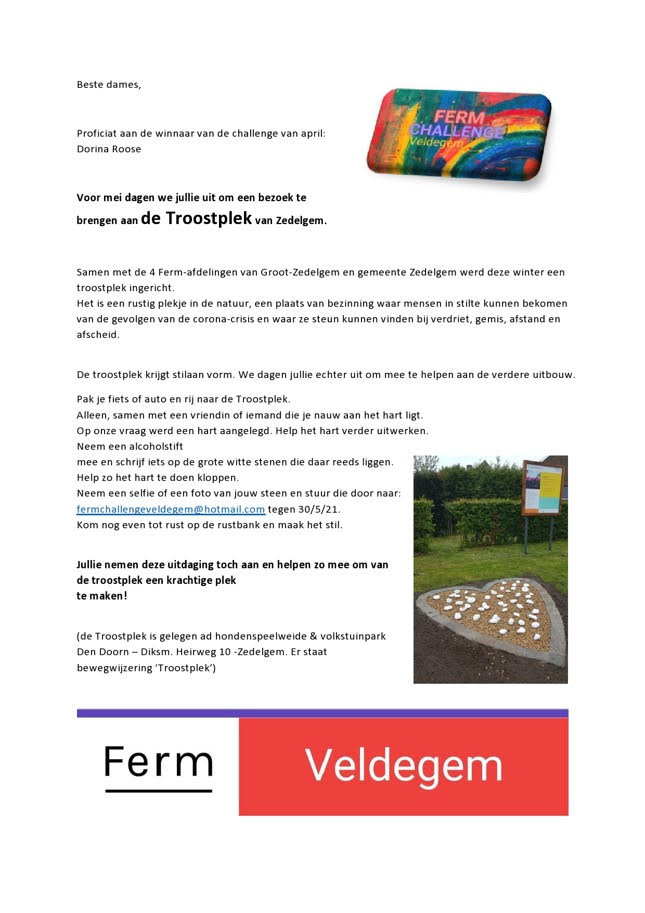 Beste dames,
FERM
CHALLENGE
Veldegem
Proficiat aan de winnaar van de challenge van april:
Dorina Roose
Voor mei dagen we jullie uit om een bezoek te
brengen aan de Troostplek van Zedelgem.
Samen met de 4 Ferm-afdelingen van Groot-Zedelgem en gemeente Zedelgem werd deze winter een
troostplek ingericht.
Het is een rustig plekje in de natuur, een plaats van bezinning waar mensen in stilte kunnen bekomen
van de gevolgen van de corona-crisis en waar ze steun kunnen vinden bij verdriet, gemis, afstand en
afscheid.
De troostplek krijgt stilaan vorm. We dagen jullie echter uit om mee te helpen aan de verdere uitbouw.
Pak je fiets of auto en rij naar de Troostplek.
Alleen, samen met een vriendin of iemand die je nauw aan het hart ligt.
Op onze vraag werd een hart aangelegd. Help het hart verder uitwerken.
Neem een alcoholstift
mee en schrijf iets op de grote witte stenen die daar reeds liggen.
Help zo het hart te doen kloppen.
Neem een selfie of een foto van jouw steen en stuur die door naar:
fermchallengeveldegem@hotmail.com tegen 30/5/21.
Kom nog even tot rust op de rustbank en maak het stil.
Jullie nemen deze uitdaging toch aan en helpen zo mee om van
de troostplek een krachtige plek
te maken!
(de Troostplek is gelegen ad hondenspeelweide & volkstuinpark
Den Doorn – Diksm. Heirweg 10 -Zedelgem. Er staat
bewegwijzering ‘Troostplek’)
Ferm
Veldegem